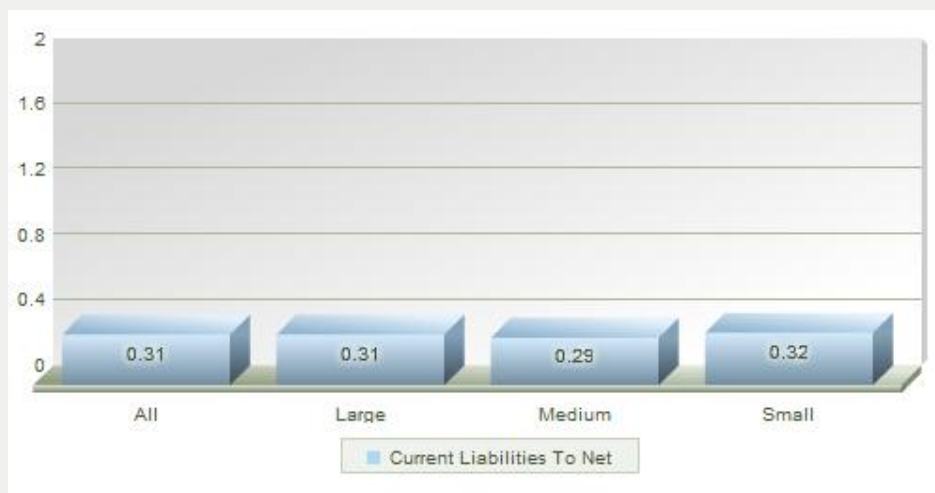 2
1.6
1.2
0.8
0.4
0
0.31
0.31
0.29
0.32
All
Large
Medium
Small
Current Liabilities To Net